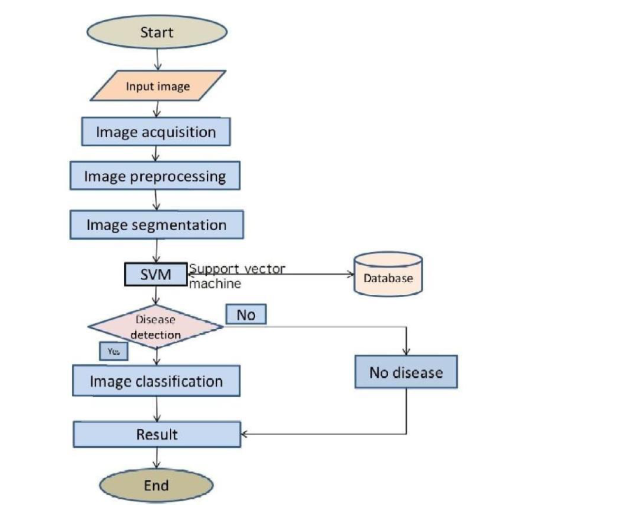 Start
Input image
Image acquisition
Image preprocessing
Image segmentation
SVM
Support vector
machine
Database
Disease
detection
No
Yes
Image classification
No disease
Result
End